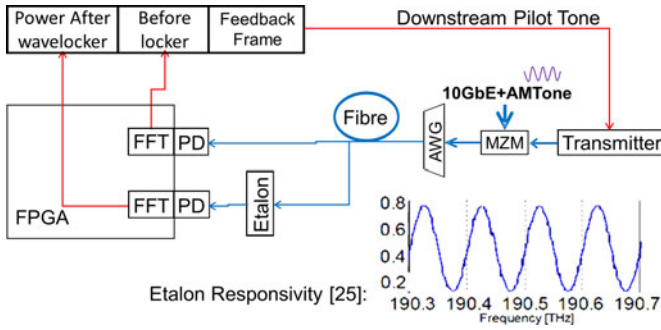 Power After wavelocker
Before locker
Feedback Frame
Downstream Pilot Tone
10GbE+AMTone
Fibre
FFT
PD
AWG
MZM
Transmitter
FFT
PD
Etalon
FPGA
Etalon Responsivity [25]:
0.8
0.6
0.4
0.2
190.3 190.4 190.5 190.6 190.7
Frequency [THz]